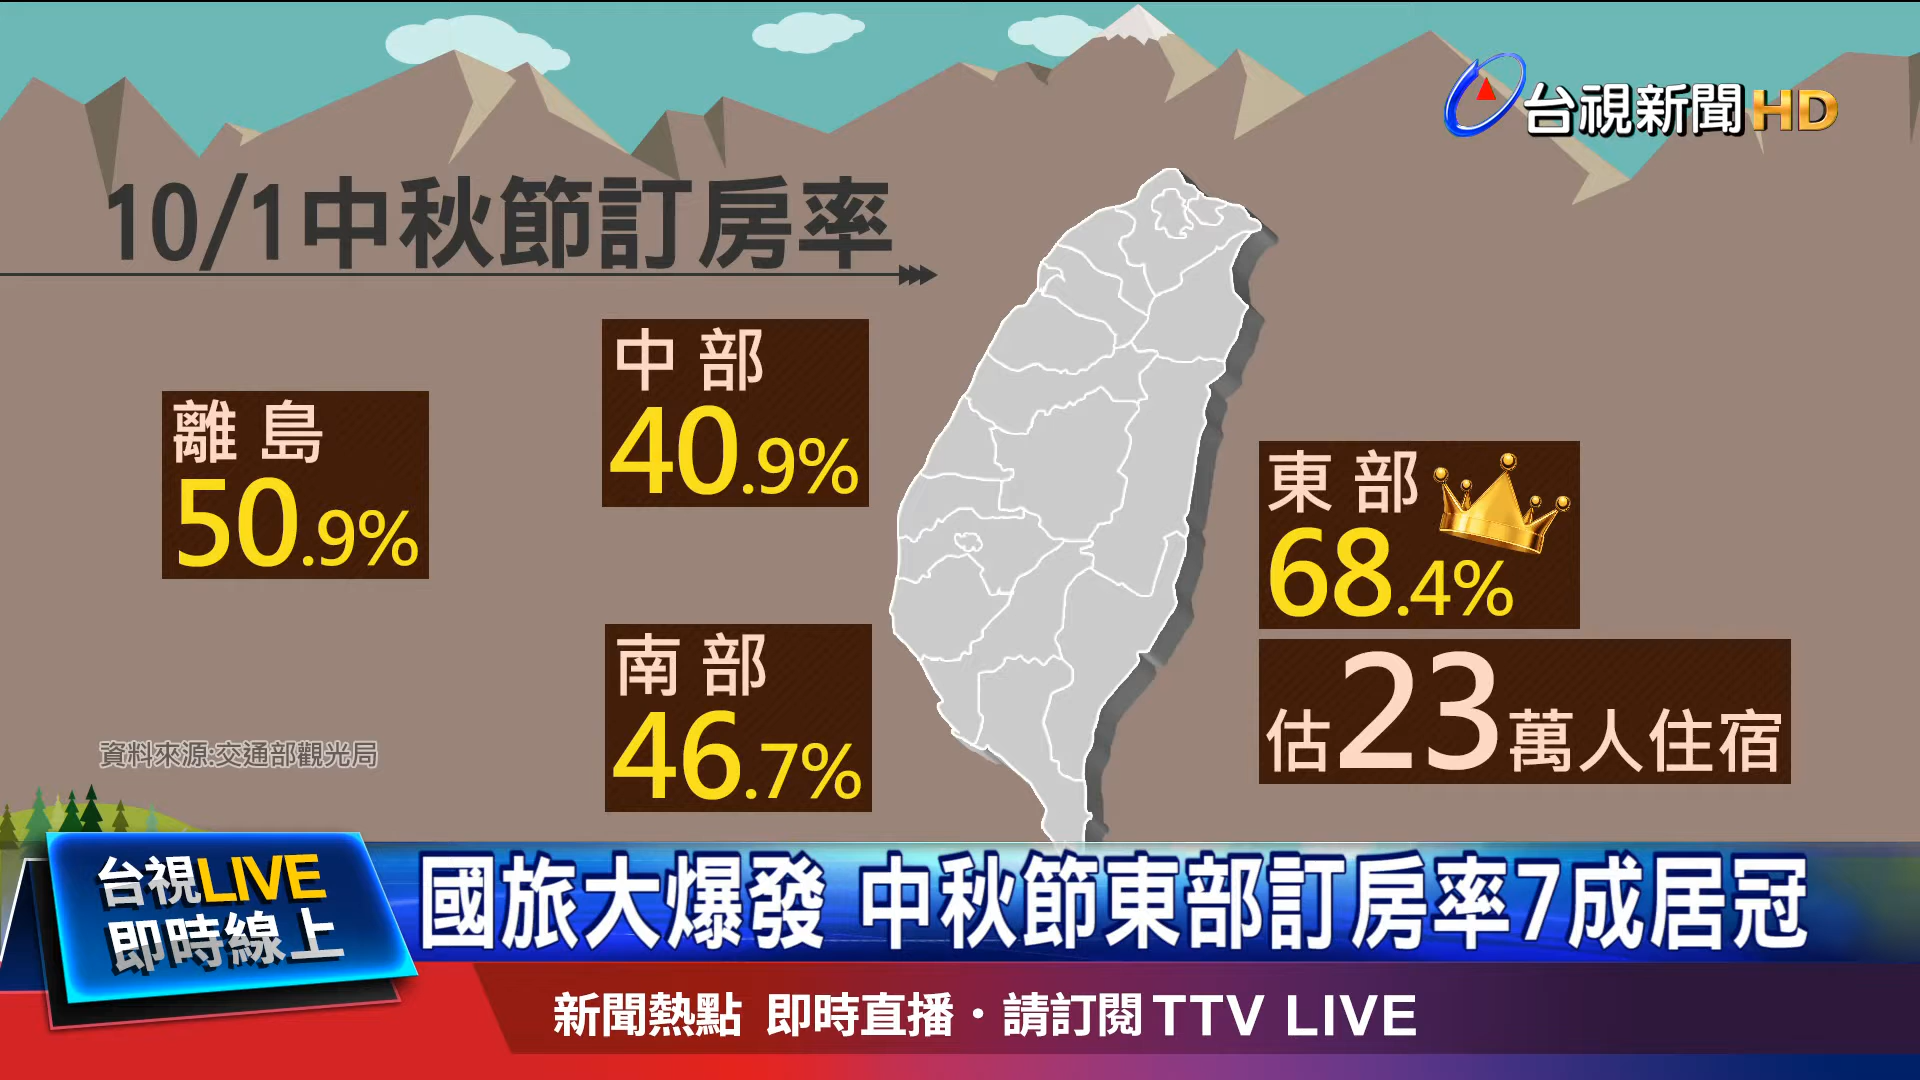 台視新聞HD
10/1中秋節訂房率
離島
50.9%
中部
40.9%
南部
46.7%
東部
68.4%
估23萬人住宿
資料來源:交通部觀光局
台視LIVE
即時線上
國旅大爆發 中秋節東部訂房率7成居冠
新聞熱點 即時直播・請訂閱TTV LIVE